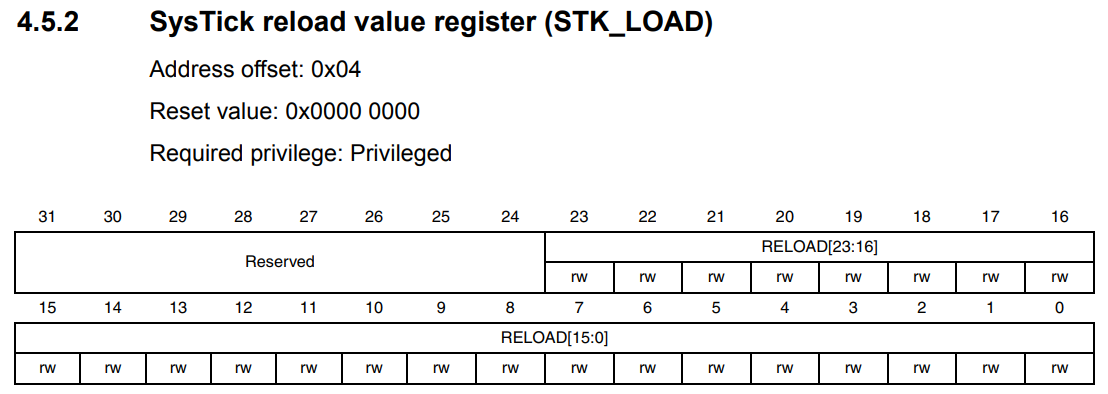 4.5.2 SysTick reload value register (STK_LOAD)
Address offset: 0x04
Reset value: 0x0000 0000
Required privilege: Privileged
31 30 29 28 27 26 25 24 23 22 21 20 19 18 17 16
Reserved RELOAD[23:16]
rw rw rw rw rw rw rw rw
15 14 13 12 11 10 9 8 7 6 5 4 3 2 1 0
RELOAD[15:0]
rw rw rw rw rw rw rw rw rw rw rw rw rw rw rw rw